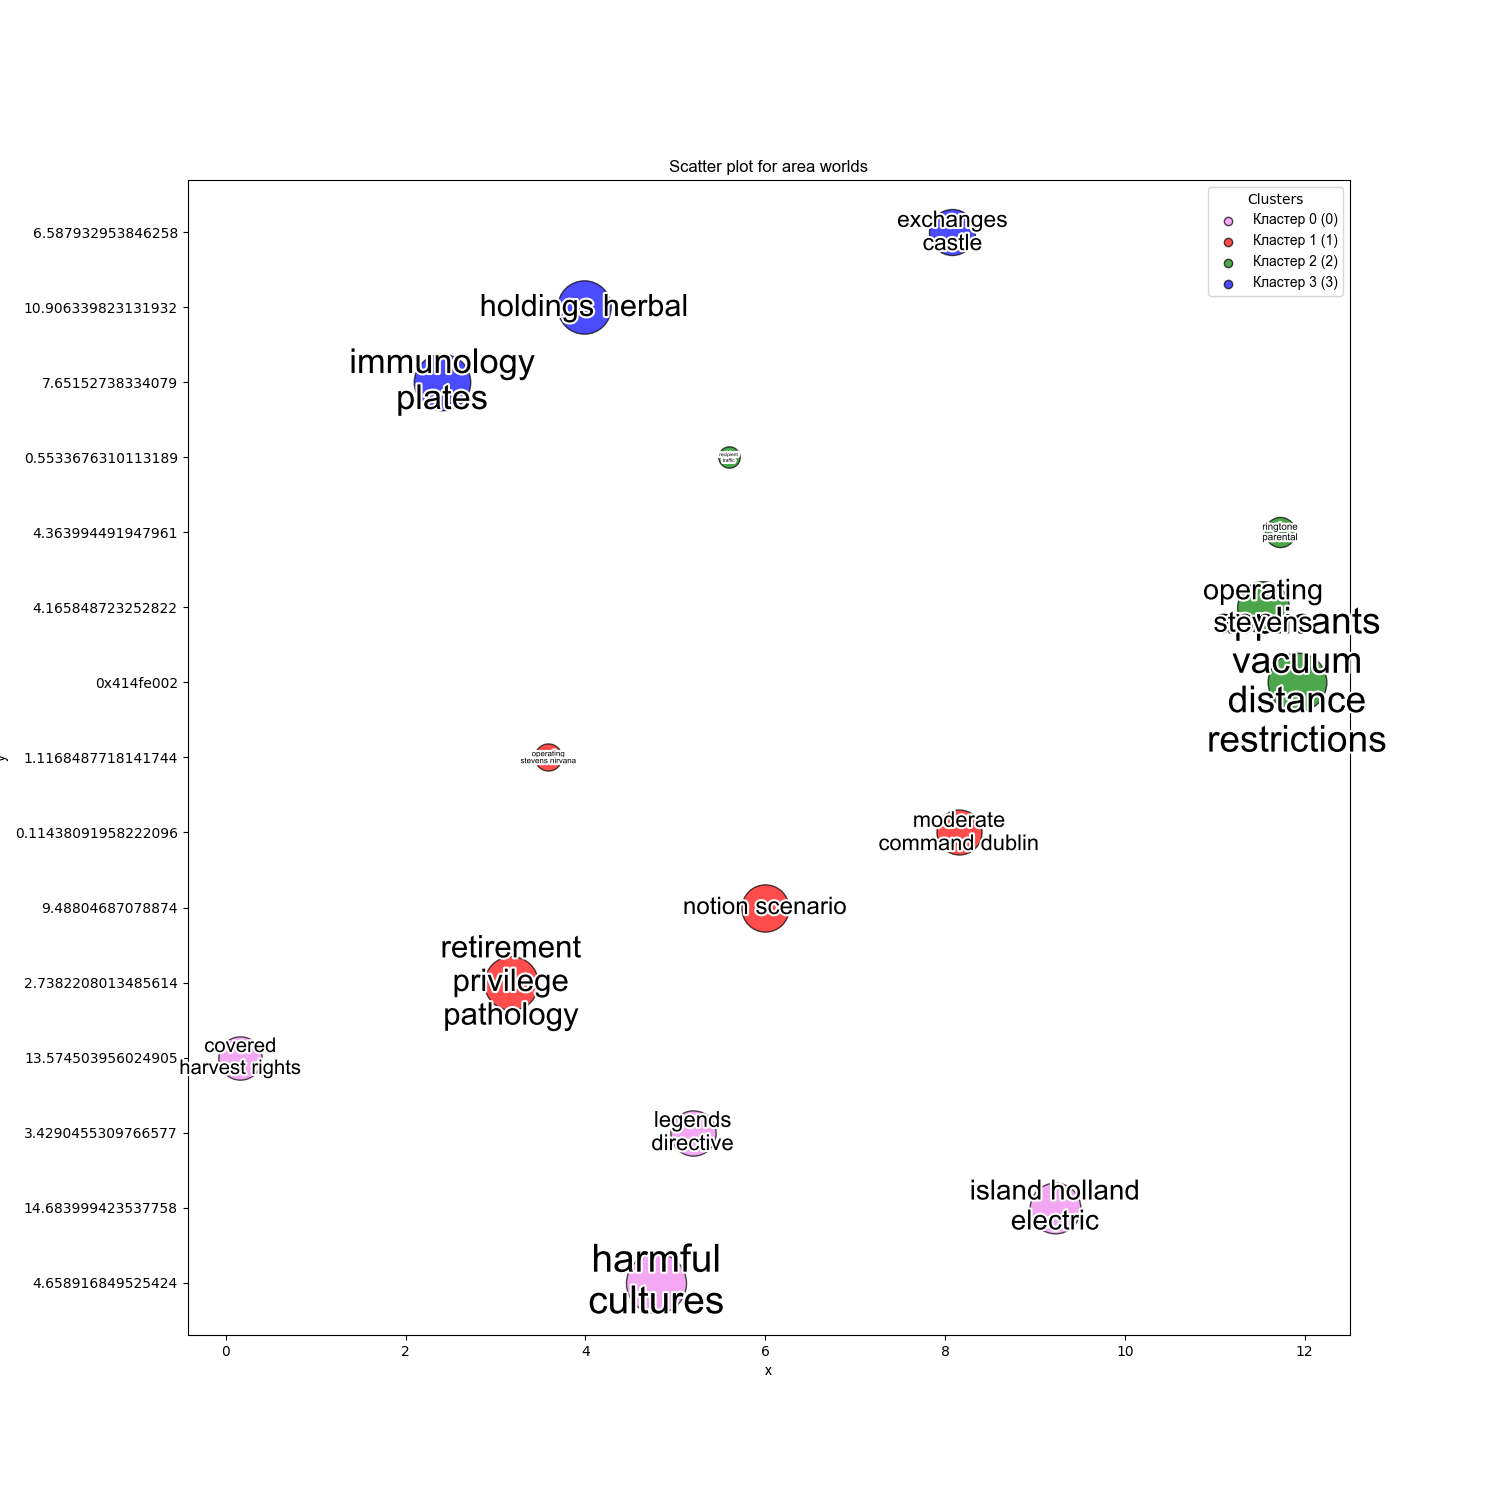 Scatter plot for area worlds
Clusters
Кластер 0 (0)
Кластер 1 (1)
Кластер 2 (2)
Кластер 3 (3)
6.587932953846258
10.906339823131932
7.65152738334079
0.5533676310113189
4.363994491947961
4.165848723252822
0x414fe002
1.1168487718141744
0.11438091958222096
9.48804687078874
2.7382208013485614
13.574503956024905
3.4290455309766577
14.683999423537758
4.658916849525424
y
exchanges
castle
holdings herbal
immunology
plates
recipient
traffic
ringtone
parental
operating
stevens
vacuum
distance
restrictions
operating
stevens nirvana
moderate
command dublin
notion scenario
retirement
privilege
pathology
covered
harvest rights
legends
directive
island holland
electric
harmful
cultures
0
2
4
6
8
10
12
x